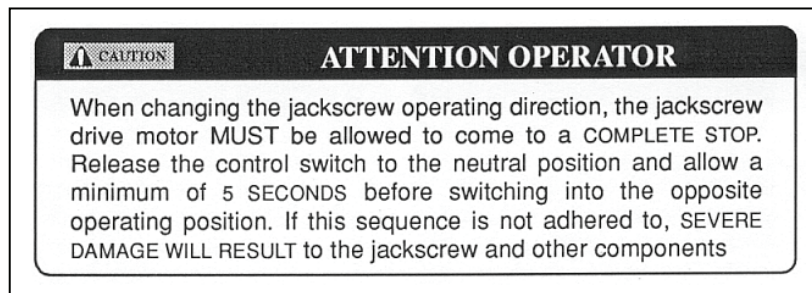 CAUTION ATTENTION OPERATOR
When changing the jackscrew operating direction, the jackscrew
drive motor MUST be allowed to come to a COMPLETE STOP.
Release the control switch to the neutral position and allow a
minimum of 5 SECONDS before switching into the opposite
operating position. If this sequence is not adhered to, SEVERE
DAMAGE WILL RESULT to the jackscrew and other components